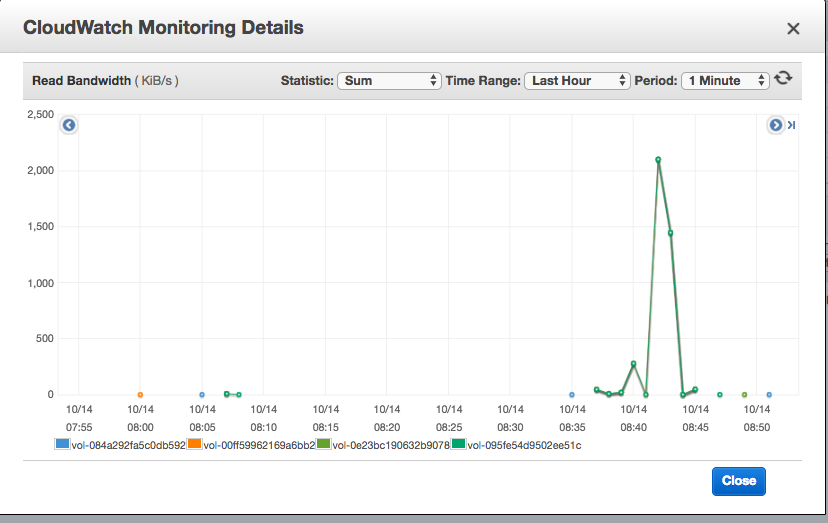 CloudWatch Monitoring Details
Read Bandwidth ( KiB/s ) Statistic: Sum Time Range: Last Hour Period: 1 Minute
2,500
2,000
1,500
1,000
500
0
10/14 10/14 10/14 10/14 10/14 10/14 10/14 10/14 10/14 10/14 10/14 10/14
07:55 08:00 08:05 08:10 08:15 08:20 08:25 08:30 08:35 08:40 08:45 08:50
vol-084a292fa5c0db592 vol-00ff59962169a6bb2 vol-0e23bc190632b9078 vol-095fe54d9502ee51c
Close